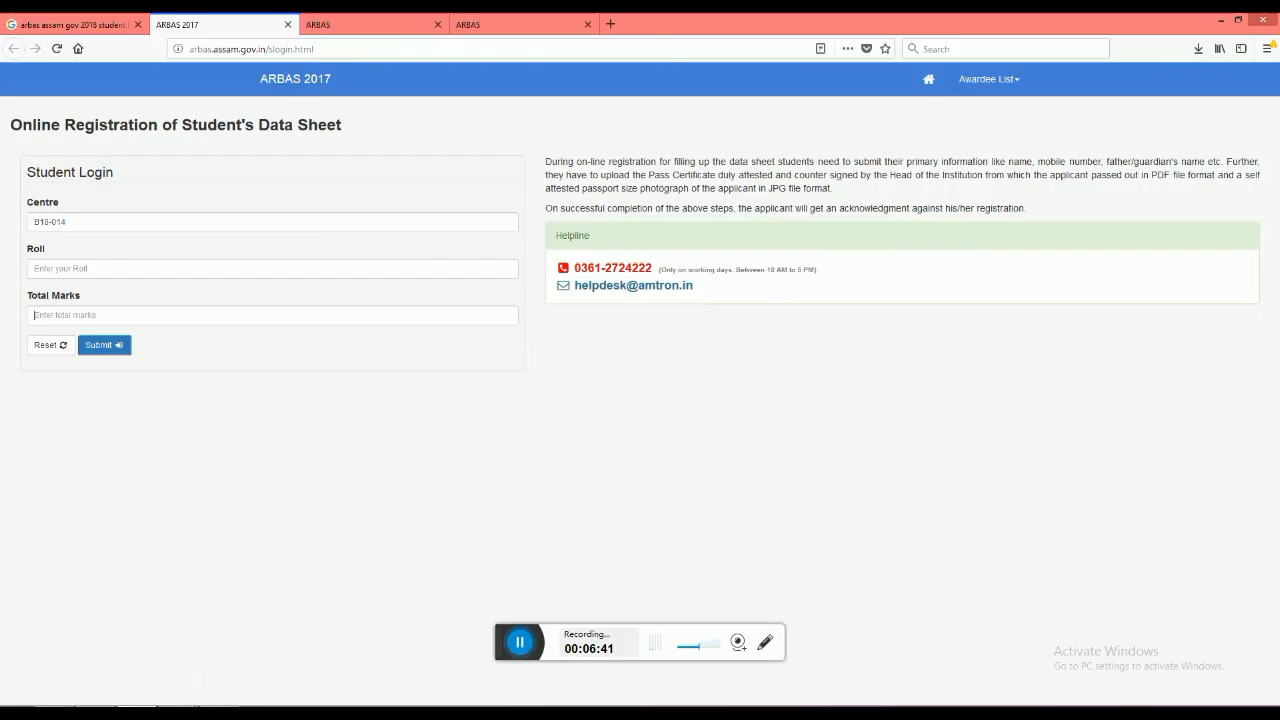 arbas assam gov 2018 student
ARBAS 2017
ARBAS
ARBAS
arbas.assam.gov.in/slogin.html
Search
ARBAS 2017
Awardee List
Online Registration of Student's Data Sheet
Student Login
Centre
B18-014
Roll
Enter your Roll
Total Marks
Enter total marks
Reset
Submit
During on-line registration for filling up the data sheet students need to submit their primary information like name, mobile number, father/guardian's name etc. Further,
they have to upload the Pass Certificate duly attested and counter signed by the Head of the Institution from which the applicant passed out in PDF file format and a self
attested passport size photograph of the applicant in JPG file format.
On successful completion of the above steps, the applicant will get an acknowledgment against his/her registration.
Helpline
0361-2724222 (Only on working days. Between 10 AM to 5 PM)
helpdesk@amtron.in
Recording...
00:06:41
Activate Windows
Go to PC settings to activate Windows.